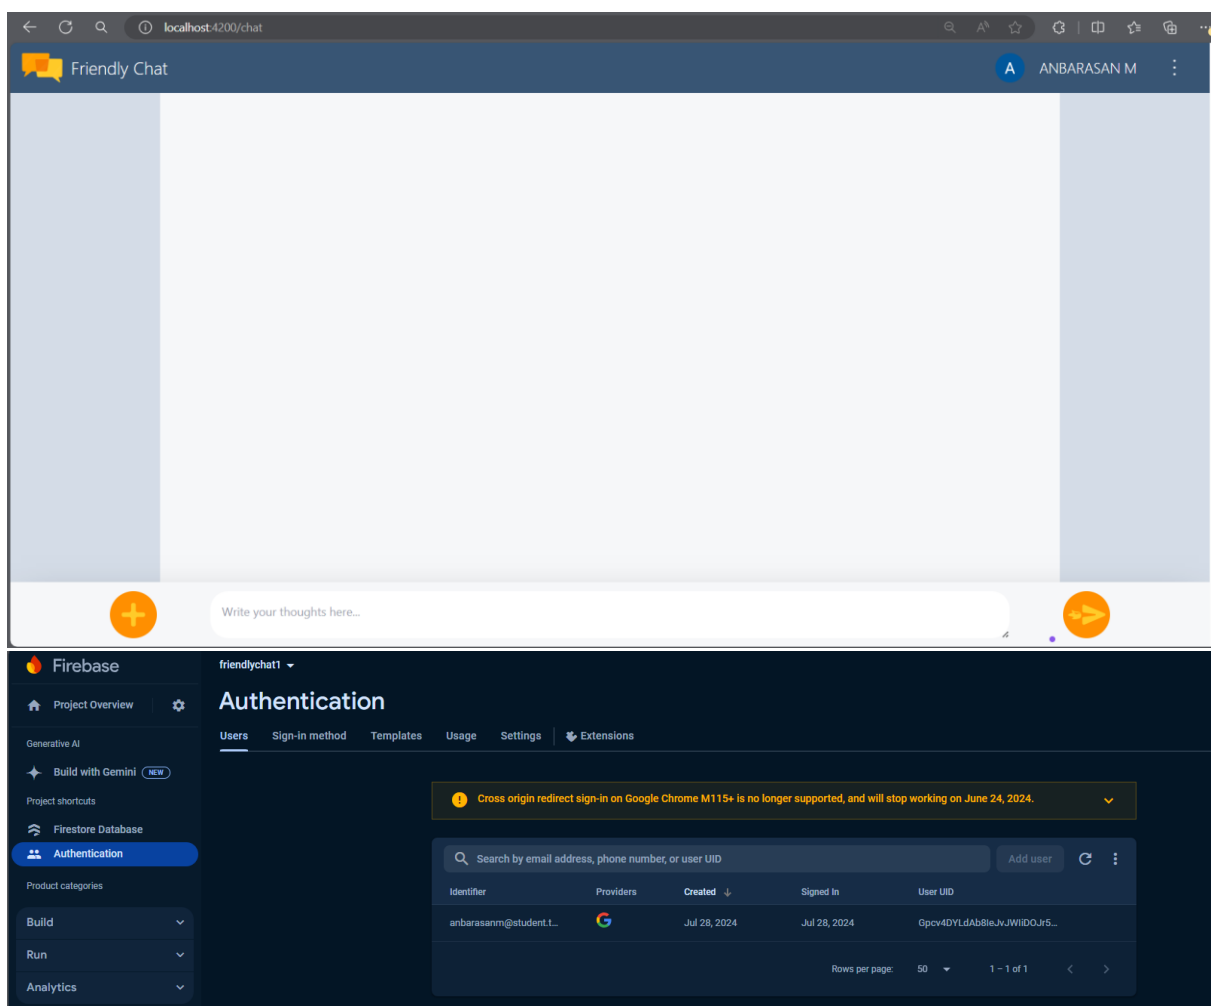 localhost:4200/chat
Friendly Chat
A ANBARASAN M
Write your thoughts here...
Firebase
friendlychat1
Project Overview
Authentication
Users Sign-in method Templates Usage Settings Extensions
Generative AI
Build with Gemini NEW
Project shortcuts
Cross origin redirect sign-in on Google Chrome M115+ is no longer supported, and will stop working on June 24, 2024.
Firestore Database
Authentication
Search by email address, phone number, or user UID Add user
Product categories
Identifier Providers Created Signed In User UID
Build
anbarasanm@student.t... Jul 28, 2024 Jul 28, 2024
Run
Rows per page: 50 1 – 1 of 1
Analytics